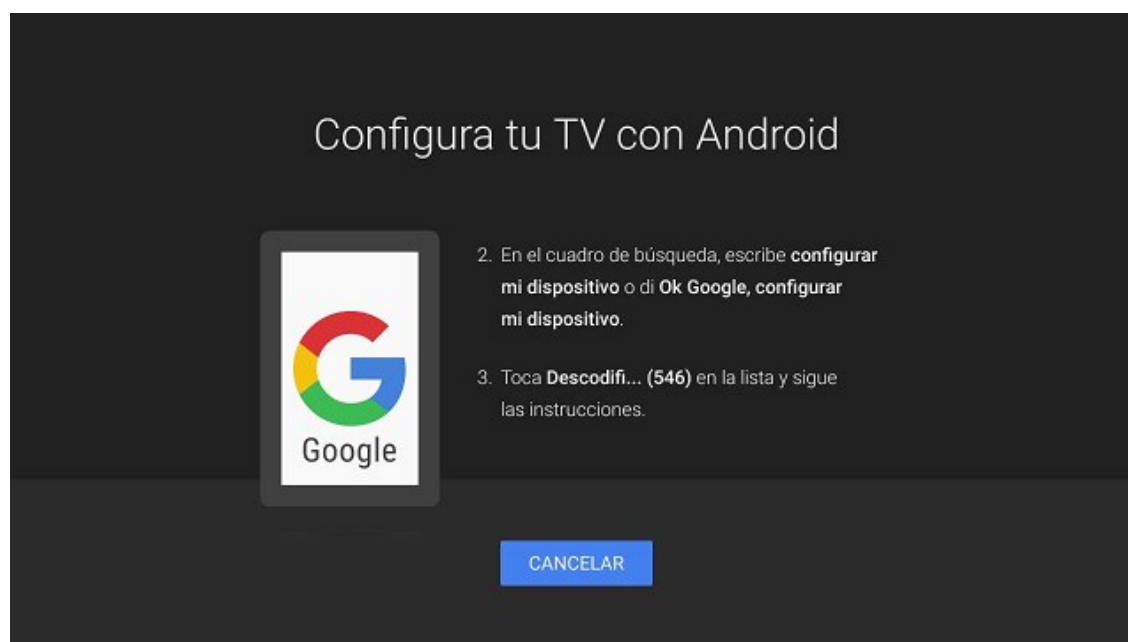 Configura tu TV con Android
2. En el cuadro de búsqueda, escribe configurar
mi dispositivo o di Ok Google, configurar
mi dispositivo.
3. Toca Descodifi... (546) en la lista y sigue
las instrucciones.
Google
CANCELAR